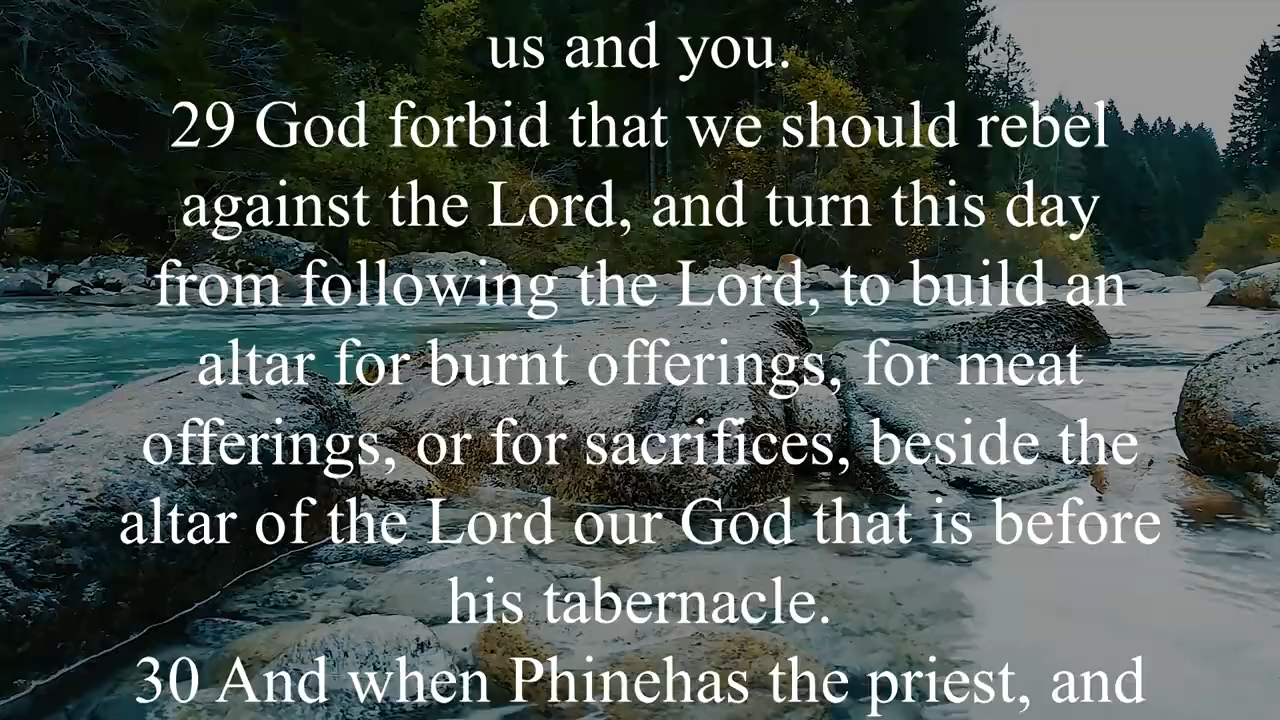 us and you.
29 God forbid that we should rebel
against the Lord, and turn this day
from following the Lord, to build an
altar for burnt offerings, for meat
offerings, or for sacrifices, beside the
altar of the Lord our God that is before
his tabernacle.
30 And when Phinehas the priest, and